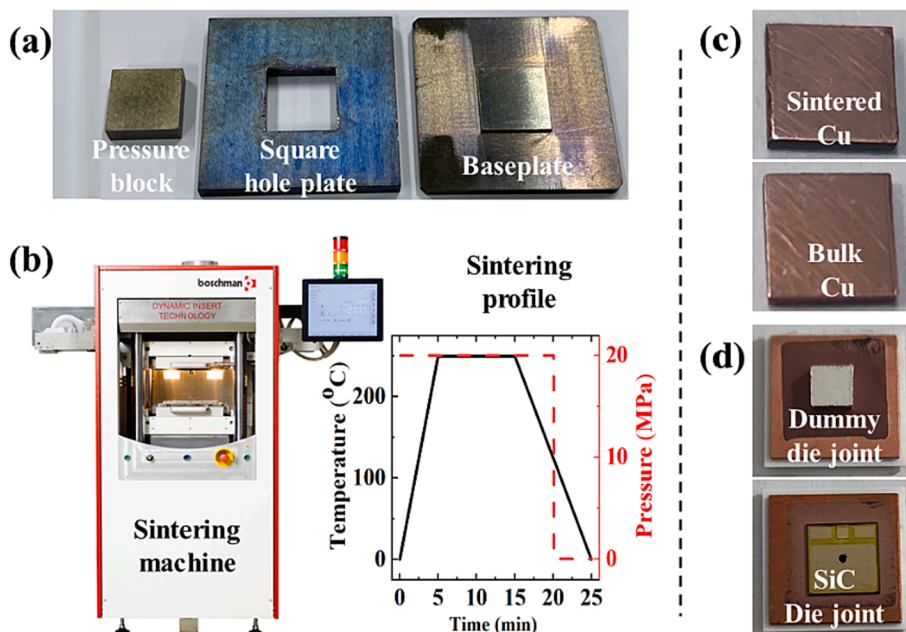 (a)
Pressure
block
Square
hole plate
Baseplate
(b)
boschman
DYNAMIC INSERT
TECHNOLOGY
Sintering
machine
Sintering
profile
Temperature (°C)
200
100
0
0 5 10 15 20 25
Time (min)
20
10
0
Pressure (MPa)
(c)
Sintered
Cu
Bulk
Cu
(d)
Dummy
die joint
SiC
Die joint